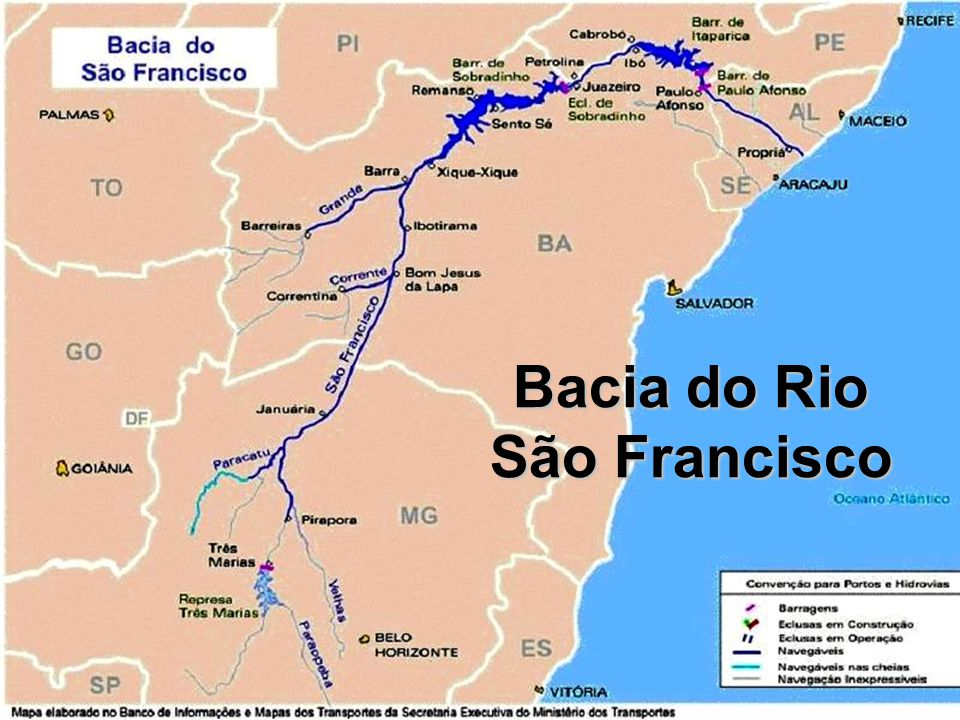 Bacia do
São Francisco
PI
Cabrobó
Barr. de
Itaparica
RECIFE
PE
Ibó
Barr. de
Sobradinho
Petrolina
Remanso
Juazeiro
Paulo
Afonso
Barr. de
Paulo Afonso
Ecl. de
Sobradinho
Sento Sé
AL
MACEIÓ
PALMAS
Propriá
Barra
Xique-Xique
SE
ARACAJU
TO
Grande
Barreiras
Ibotirama
BA
Corrente
Bom Jesus
da Lapa
Correntina
SALVADOR
São Francisco
GO
Bacia do Rio
São Francisco
Januária
DF
Paracatu
GOIÂNIA
Oceano Atlântico
Pirapora
MG
Três
Marias
Represa
Três Marias
Velhas
Paraopeba
BELO
HORIZONTE
ES
SP
VITÓRIA
Convenção para Portos e Hidrovias
Barragens
Eclusas em Construção
Eclusas em Operação
Navegáveis
Navegáveis nas cheias
Navegação Inexpressíveis
Mapa elaborado no Banco de Informações e Mapas dos Transportes da Secretaria Executiva do Ministério dos Transportes